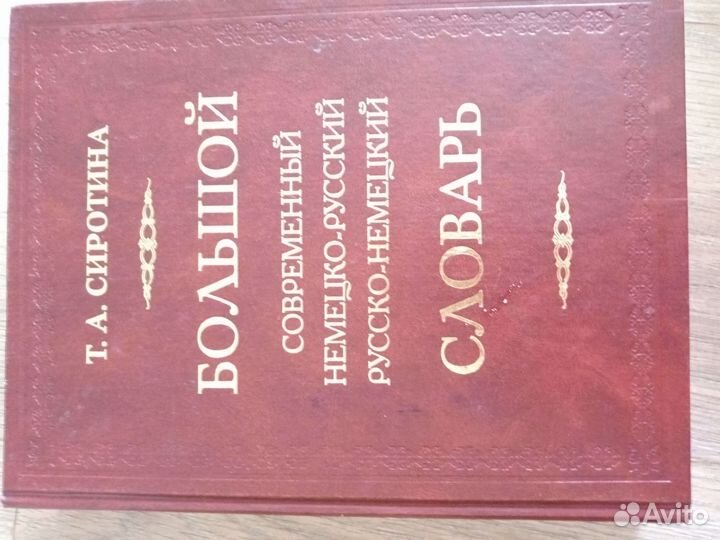 Т. А. СИРОТИНА
БОЛЬШОЙ
СОВРЕМЕННЫЙ
НЕМЕЦКО-РУССКИЙ
РУССКО-НЕМЕЦКИЙ
СЛОВАРЬ
Avito